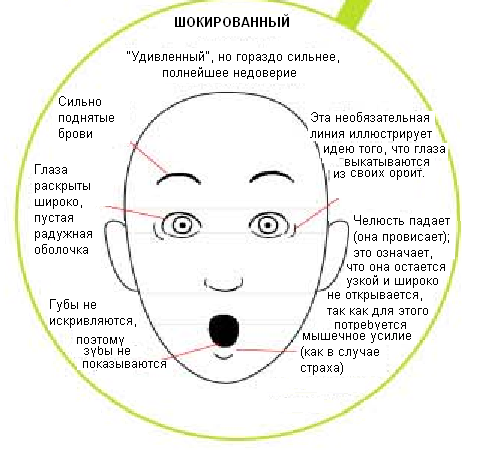 ШОКИРОВАННЫЙ
"Удивленный", но гораздо сильнее,
полнейшее недоверие
Сильно
поднятые
брови
Эта необязательная
линия иллюстрирует
идею того, что глаза
выкатываются
из своих орбит.
Глаза
раскрыты
широко,
пустая
радужная
оболочка
Челюсть падает
(она провисает);
это означает,
что она остается
узкой и широко
не открывается,
так как для этого
потребуется
мышечное усилие
(как в случае
страха)
Губы не
искривляются,
поэтому
зубы не
показываются